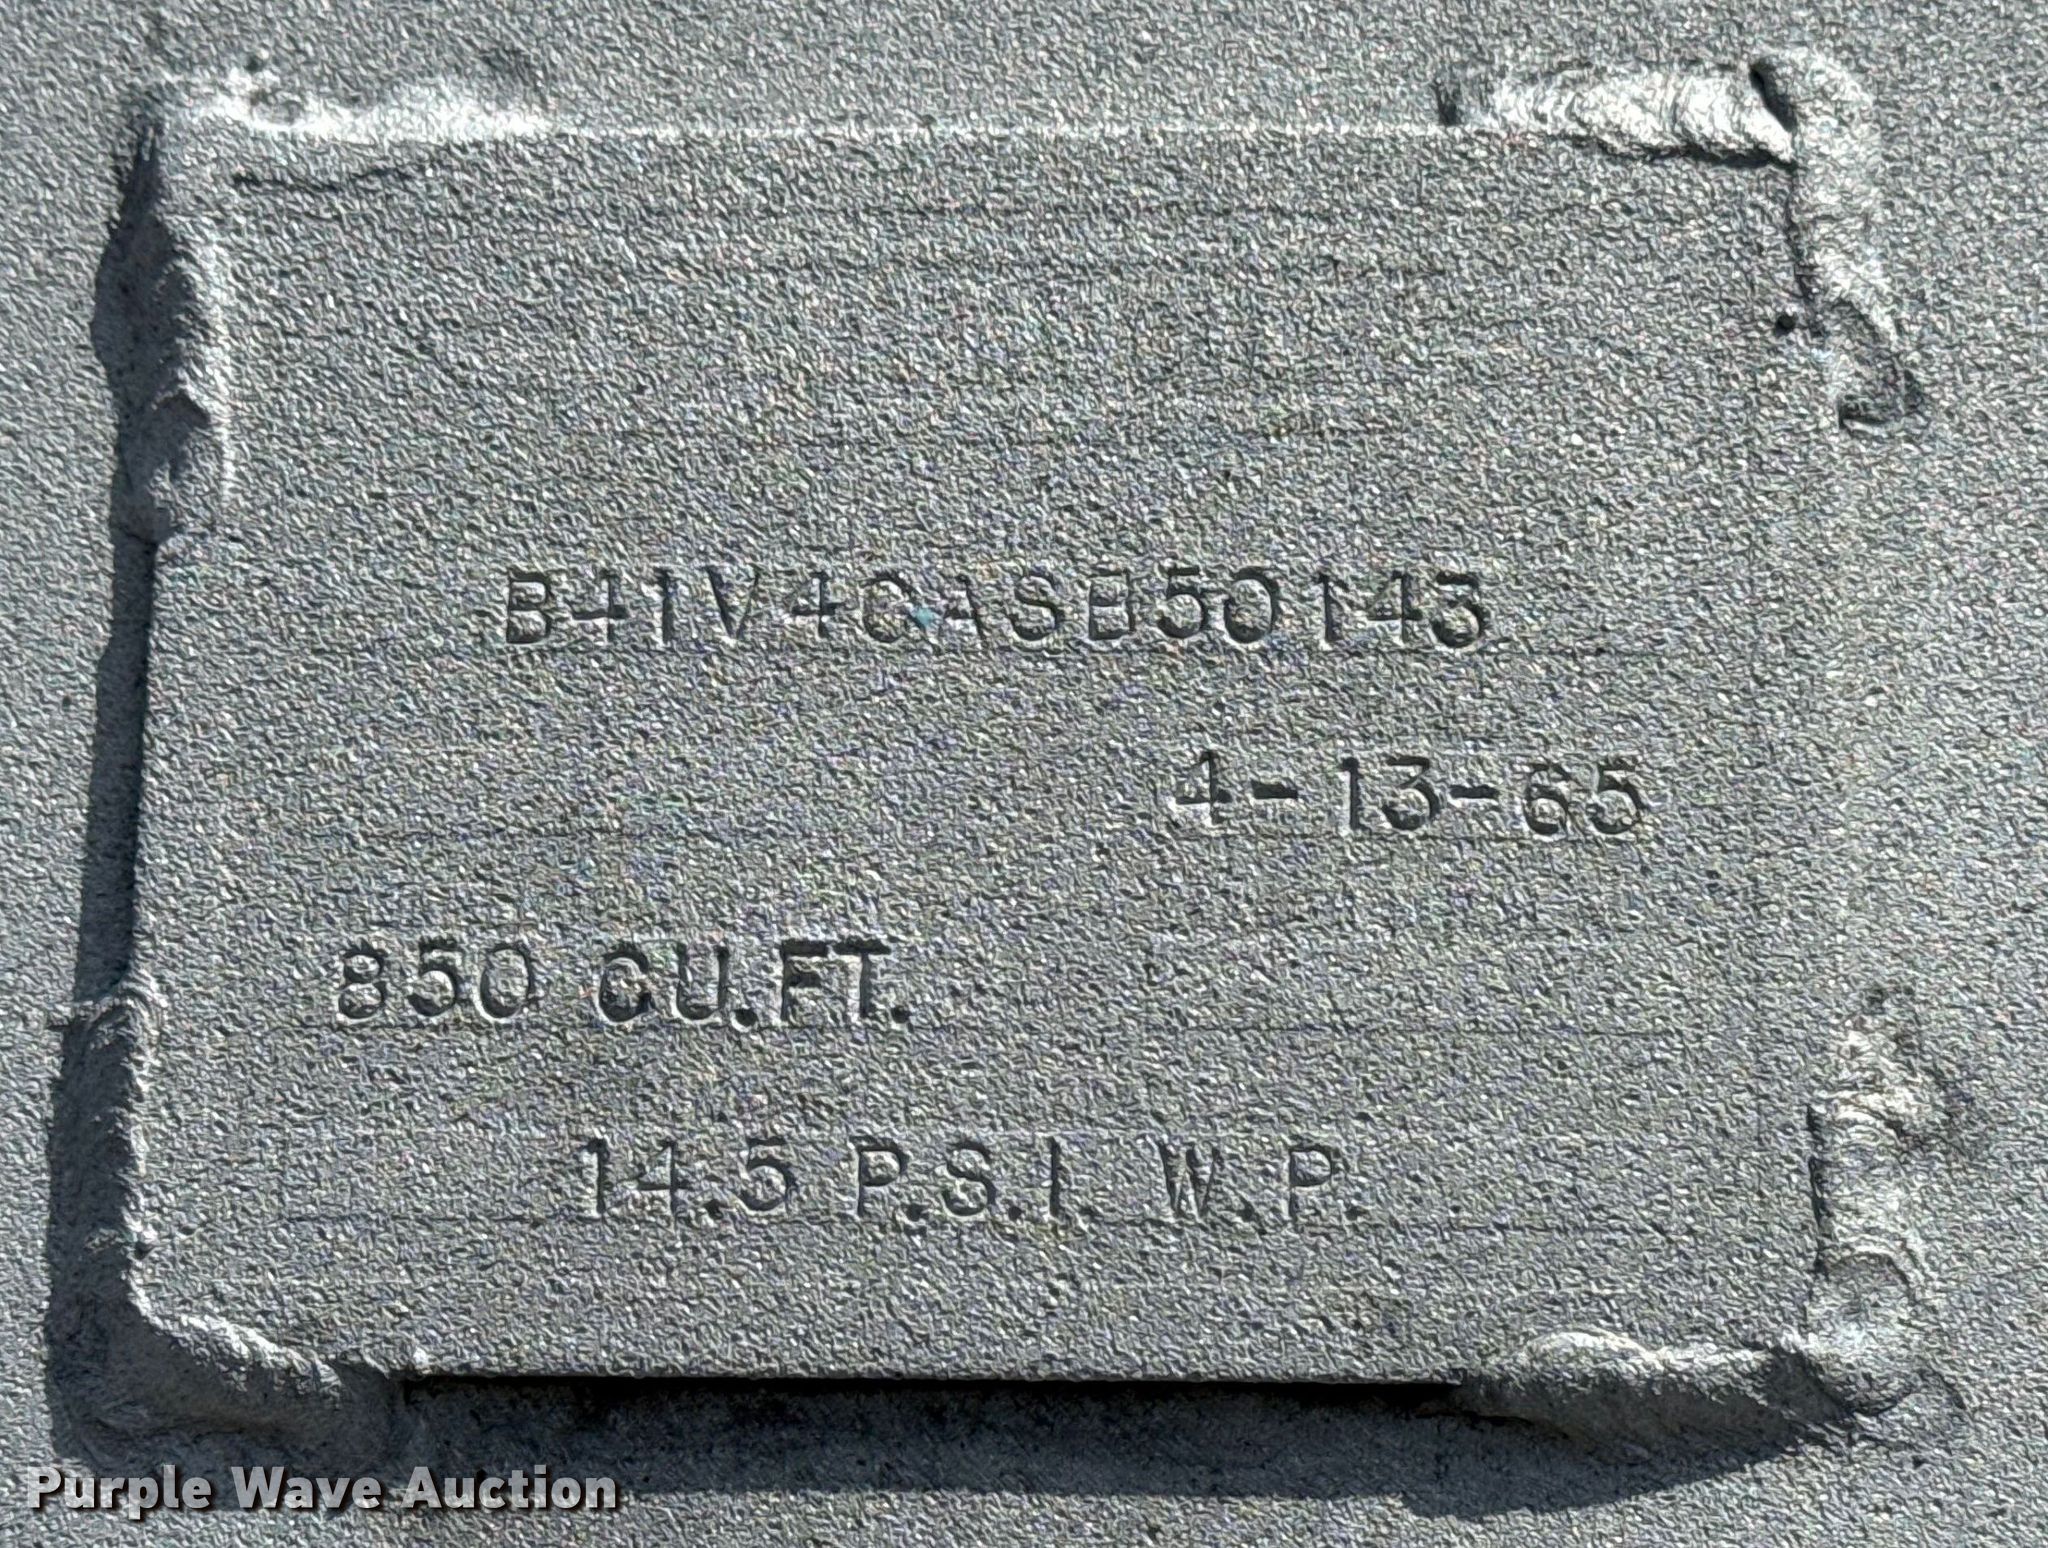 B41V4CASB50143
4-13-65
850 CU.FT.
14.5 P.S.I. W.P.
Purple Wave Auction